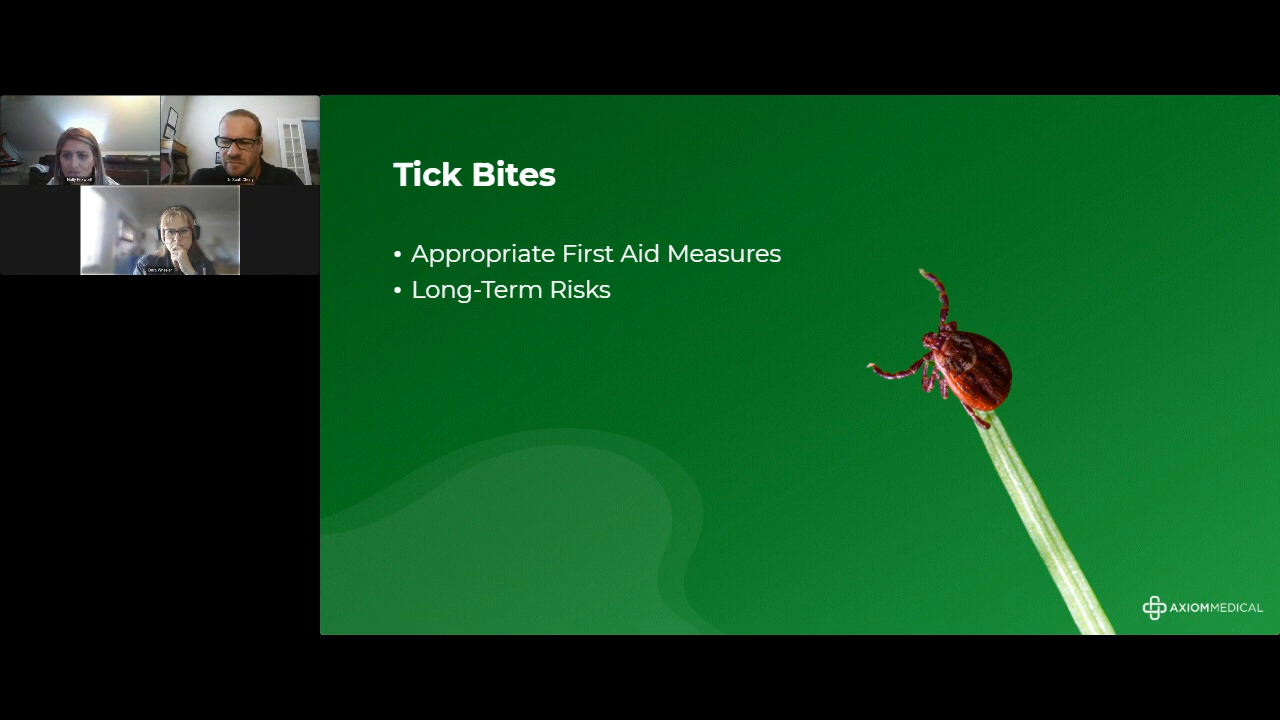 Tick Bites
• Appropriate First Aid Measures
• Long-Term Risks
AXIOMMEDICAL